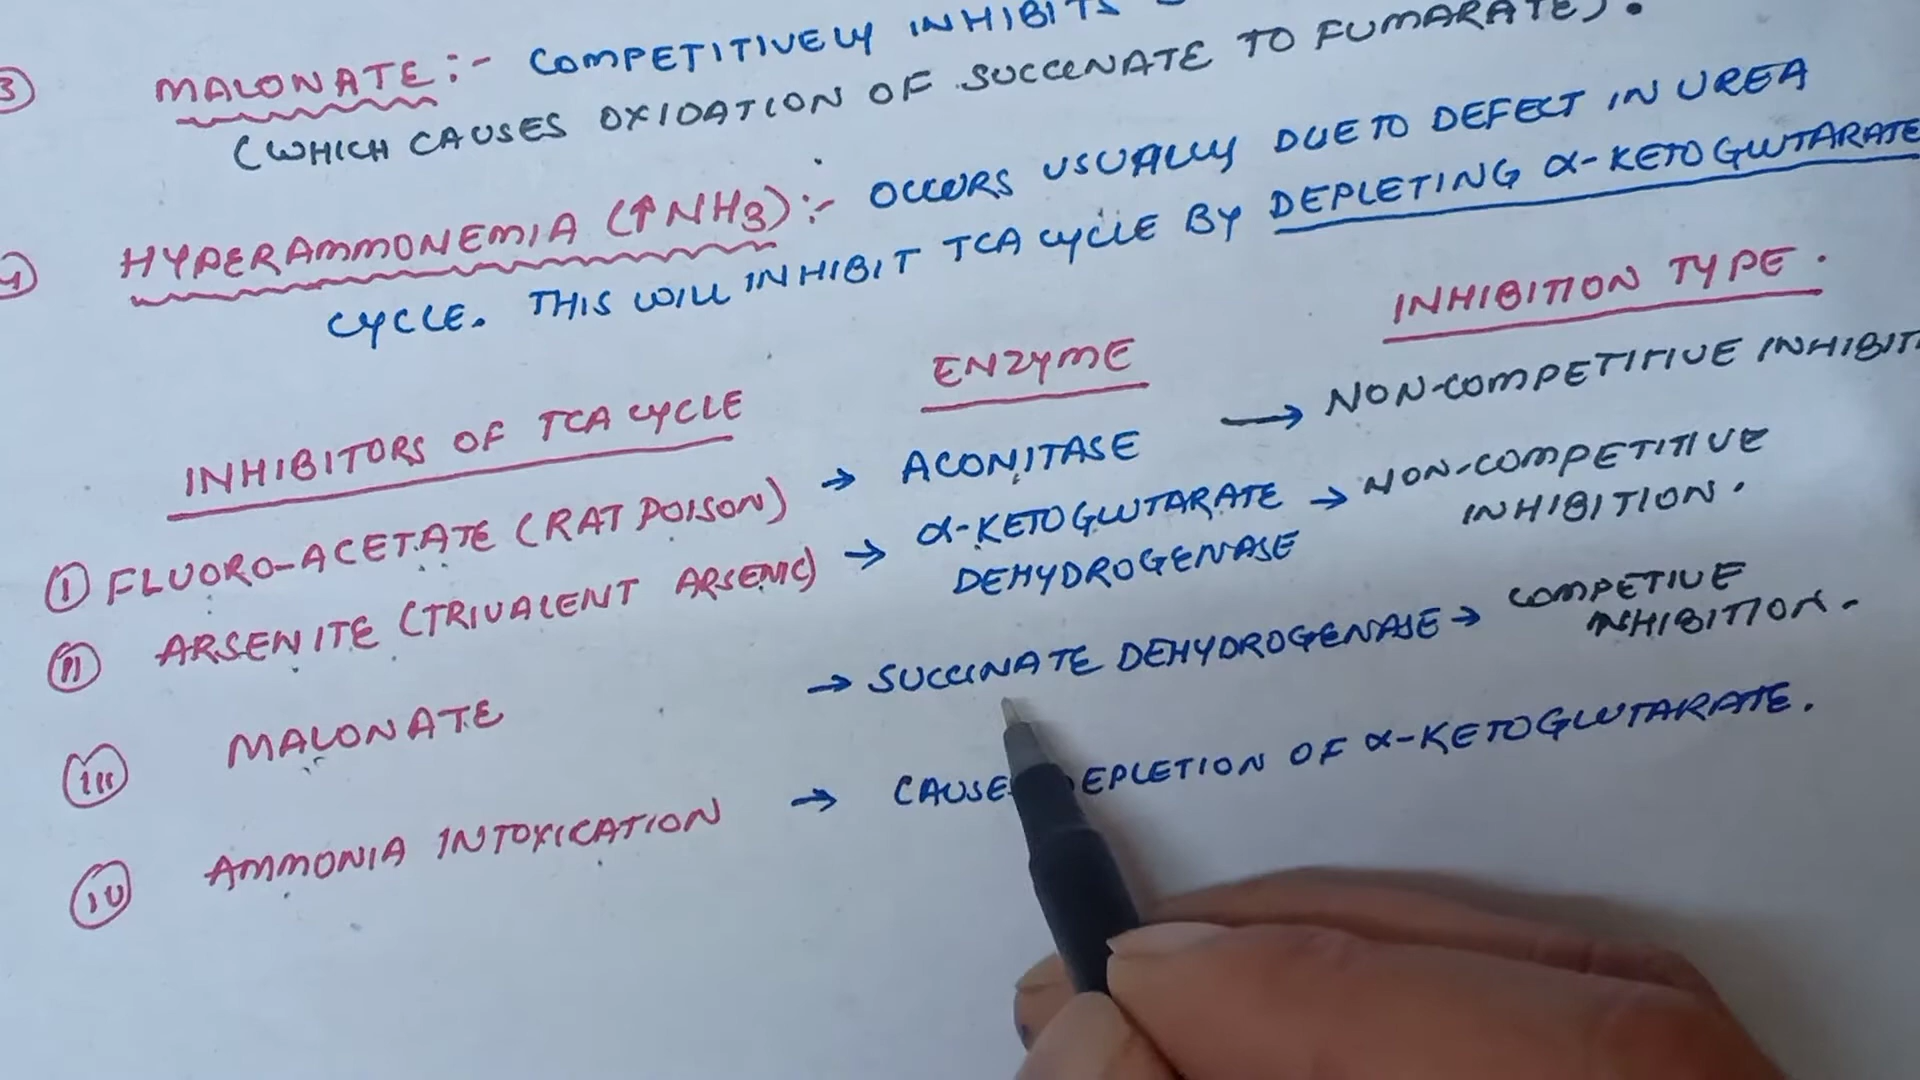 3 MALONATE:- COMPETITIVELY INHIBITS
(WHICH CAUSES OXIDATION OF SUCCINATE TO FUMARATE).
4 HYPERAMMONEMIA (↑NH3):- OCCURS USUALLY DUE TO DEFECT IN UREA
CYCLE. THIS WILL INHIBIT TCA CYCLE BY DEPLETING α-KETOGLUTARATE
INHIBITORS OF TCA CYCLE ENZYME INHIBITION TYPE.
I FLUORO-ACETATE (RAT POISON) → ACONITASE → NON-COMPETITIVE INHIBIT
II ARSENITE (TRIVALENT ARSENIC) → α-KETOGLUTARATE → NON-COMPETITIVE
DEHYDROGENASE INHIBITION.
III MALONATE → SUCCINATE DEHYDROGENASE → COMPETIVE
INHIBITION.
IV AMMONIA INTOXICATION → CAUSE DEPLETION OF α-KETOGLUTARATE.